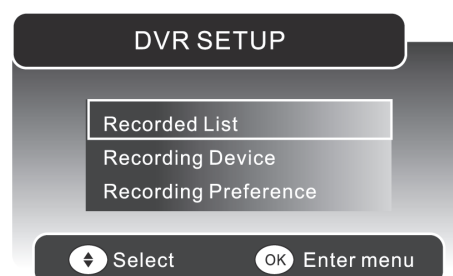 DVR SETUP
Recorded List
Recording Device
Recording Preference
Select OK Enter menu